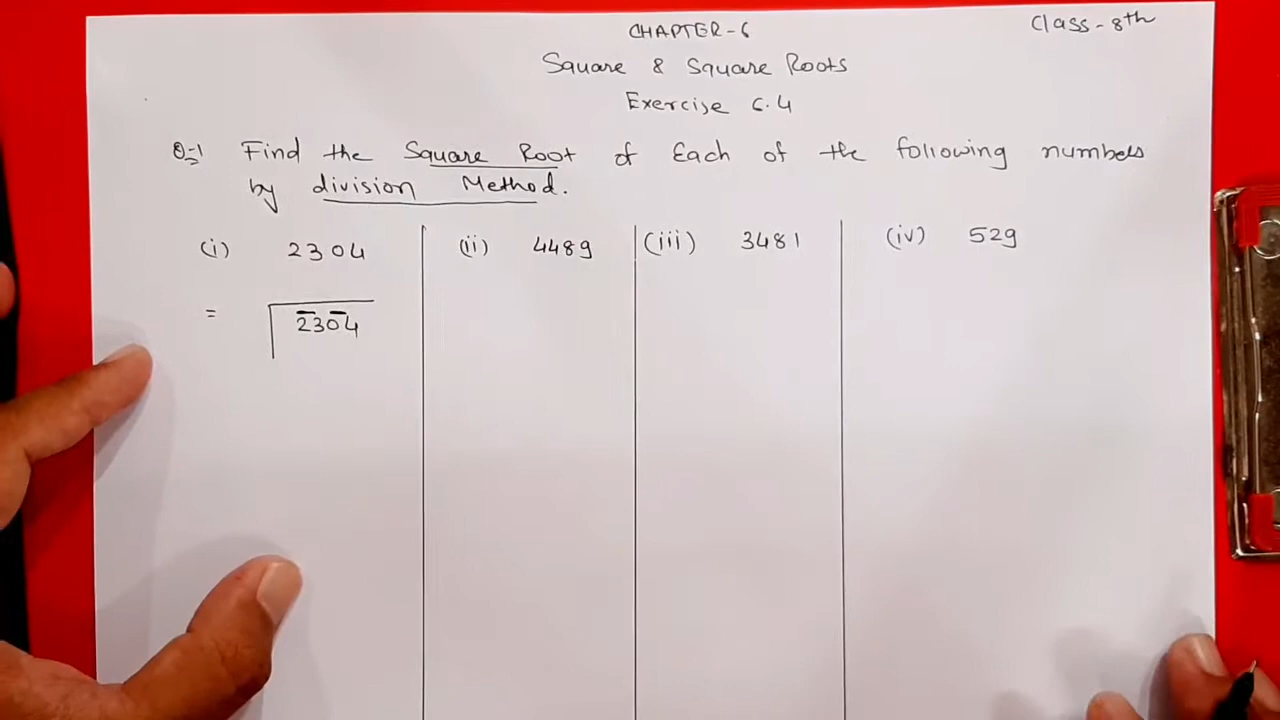 CHAPTER-6
Class-8th
Square & Square Roots
Exercise 6.4
Q-1 Find the Square Root of Each of the following numbers
by division Method.
(i) 2304 (ii) 4489 (iii) 3481 (iv) 529
= 2304